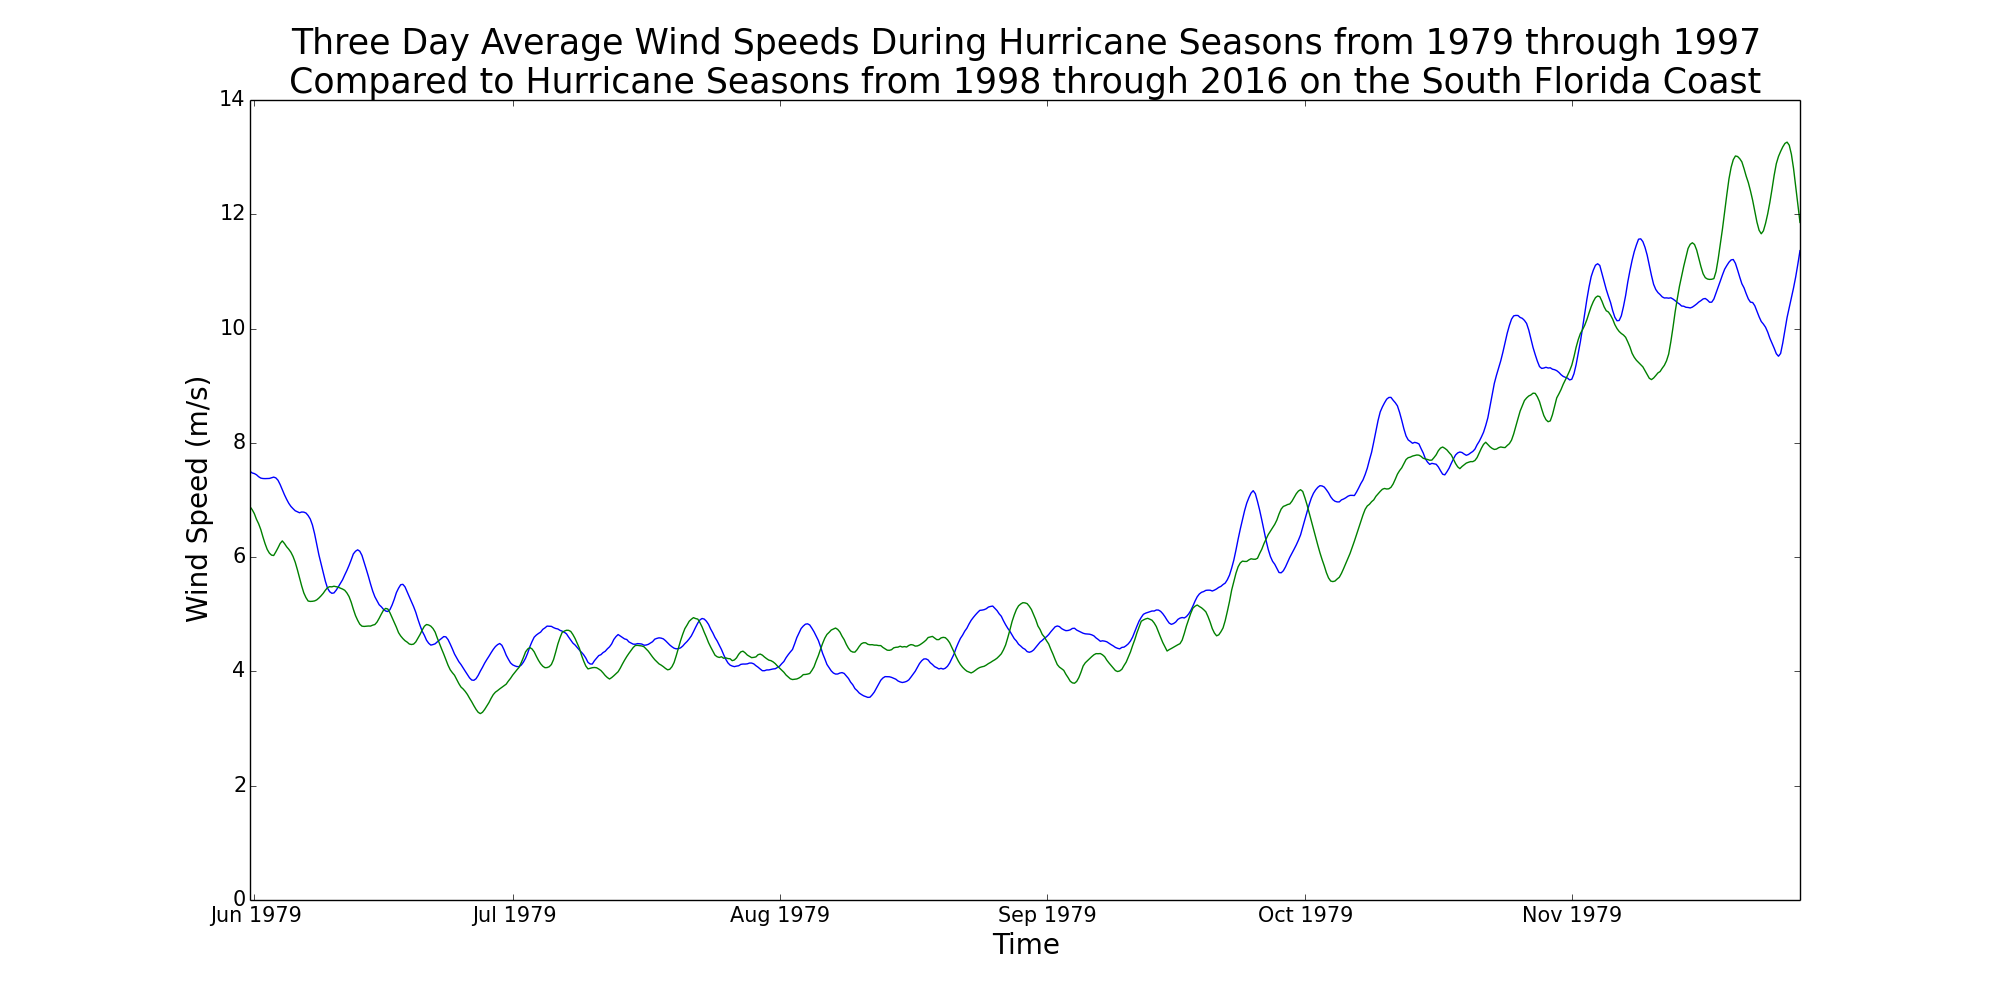 Three Day Average Wind Speeds During Hurricane Seasons from 1979 through 1997
Compared to Hurricane Seasons from 1998 through 2016 on the South Florida Coast
14
12
10
8
6
4
2
0
Wind Speed (m/s)
Jun 1979 Jul 1979 Aug 1979 Sep 1979 Oct 1979 Nov 1979
Time